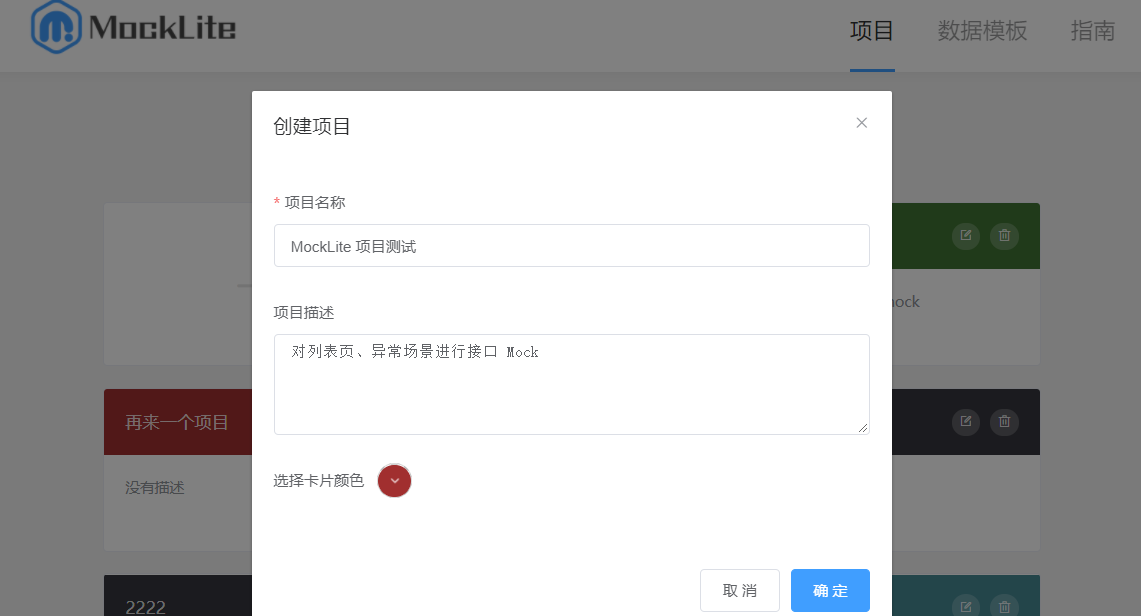 MockLite
项目 数据模板 指南
创建项目
* 项目名称
MockLite 项目测试
项目描述
对列表页、异常场景进行接口 Mock
选择卡片颜色
取 消 确 定
再来一个项目
没有描述
2222